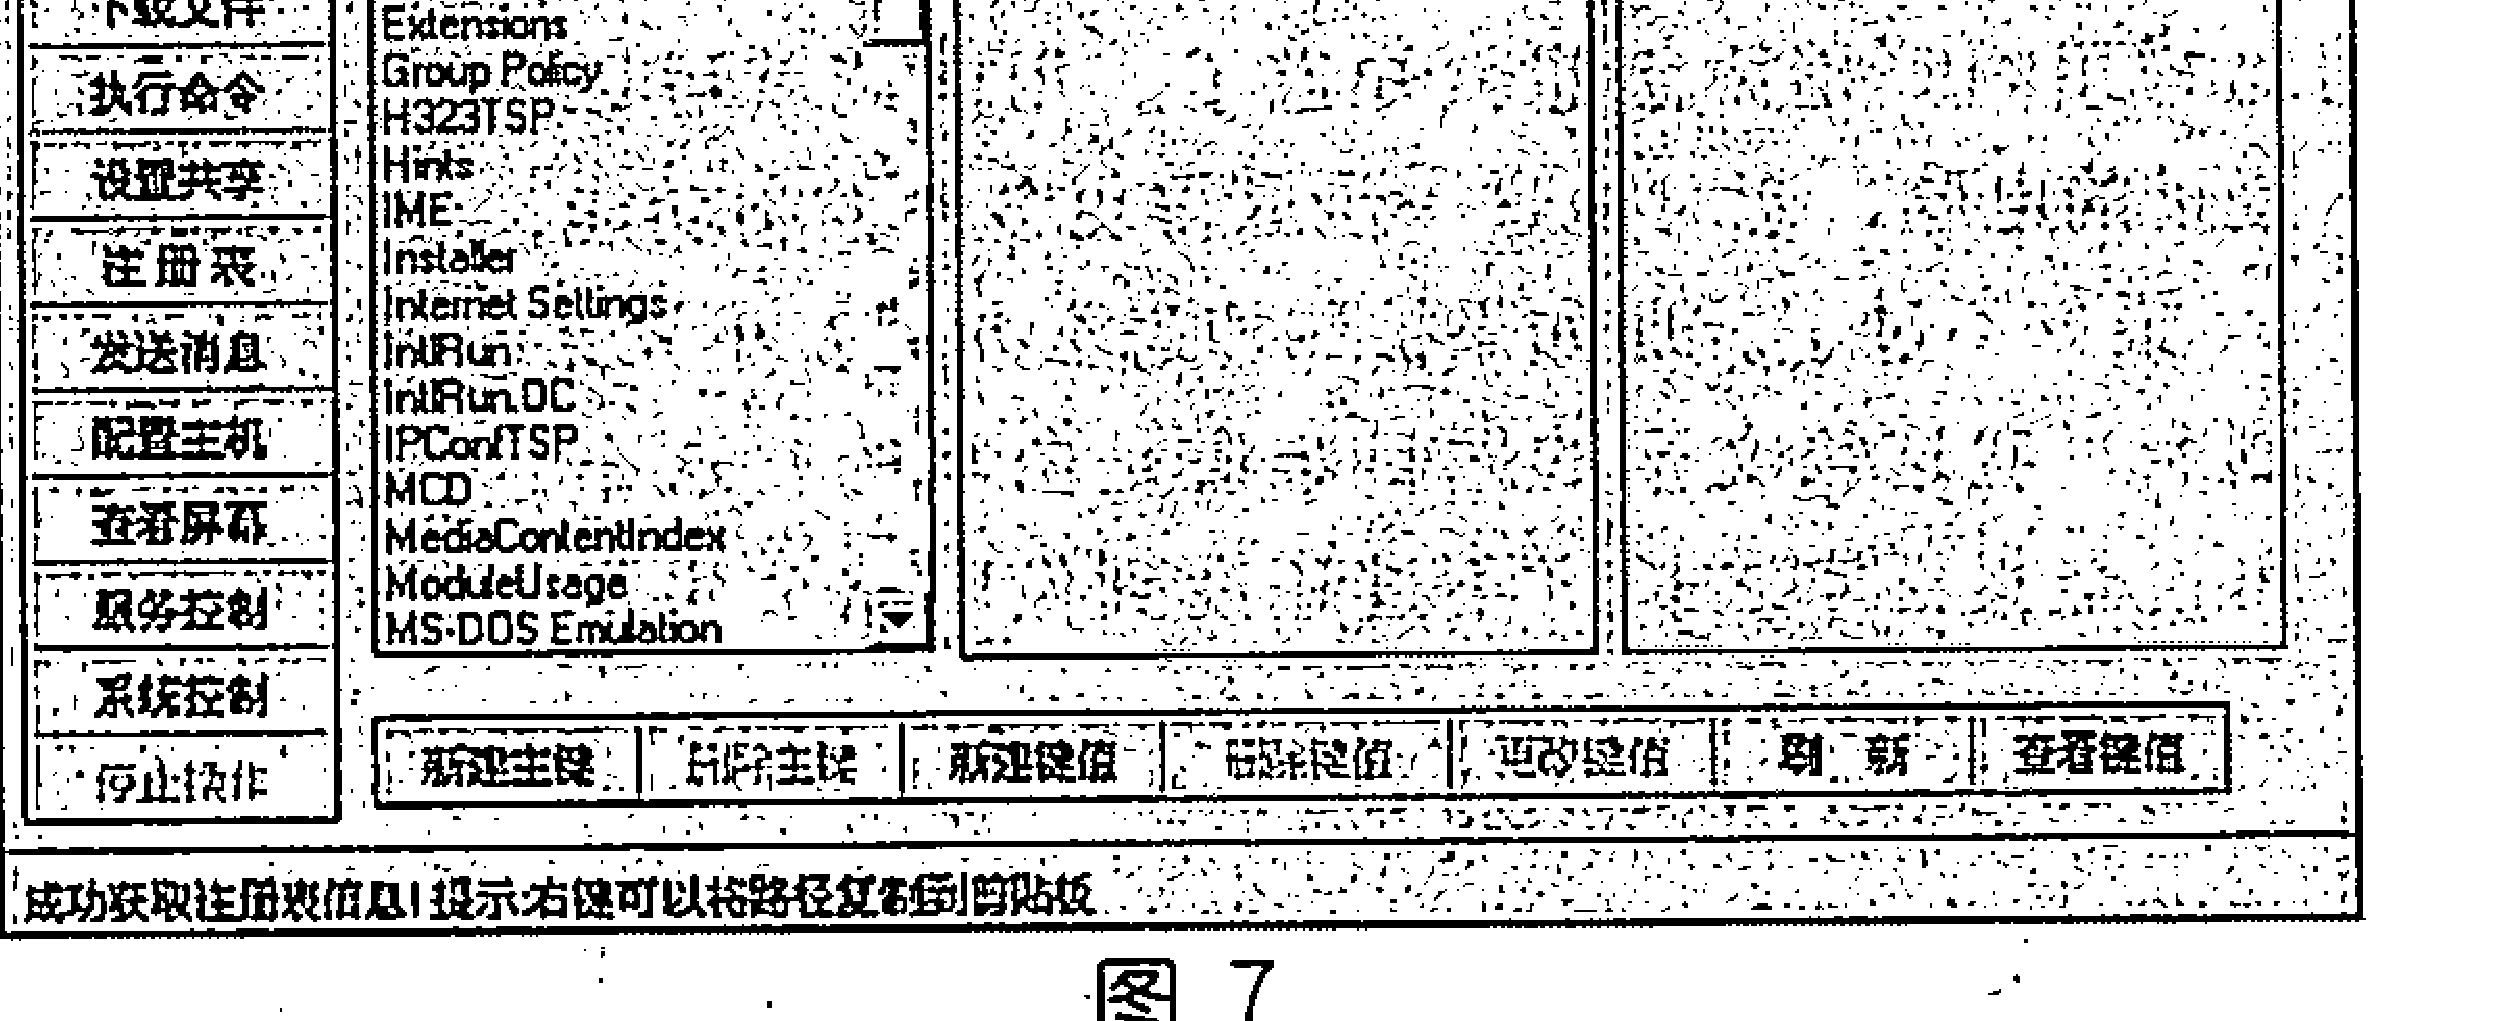 下载文件
执行命令
设置共享
注册表
发送消息
配置主机
查看屏幕
服务控制
系统控制
停止操作
Extensions
Group Policy
H323TSP
Hints
IME
Installer
Internet Settings
IntlRun
IntlRun.OC
IPConfTSP
MCD
MediaContentIndex
ModuleUsage
MS-DOS Emulation
新建主键 删除主键 新建键值 删除键值 更改键值 刷 新 查看键值
成功获取注册表信息!提示:右键可以将路径复制到剪贴板
图 7